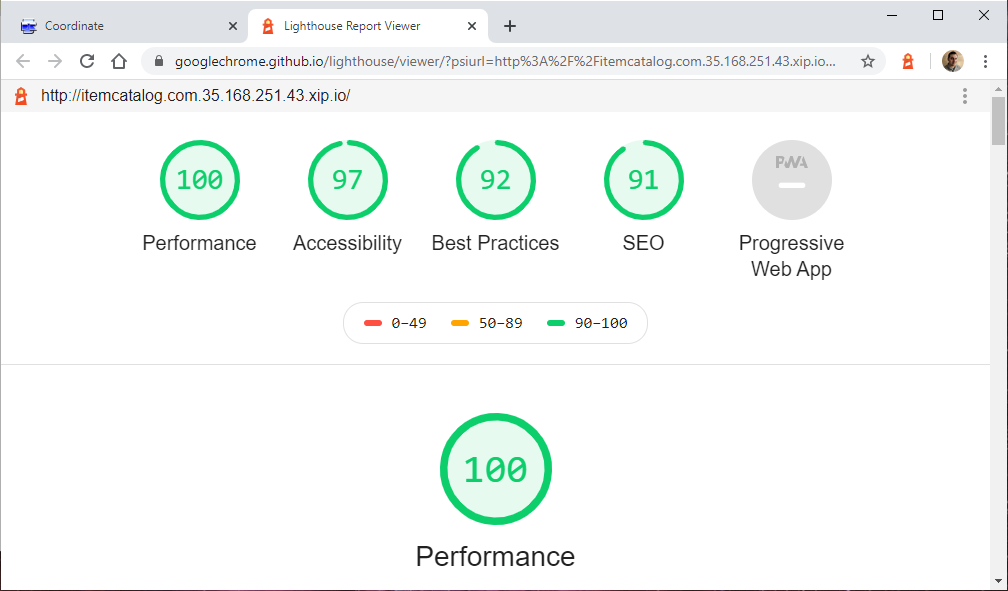 Coordinate
Lighthouse Report Viewer
googlechrome.github.io/lighthouse/viewer/?psiurl=http%3A%2F%2Fitemcatalog.com.35.168.251.43.xip.io...
http://itemcatalog.com.35.168.251.43.xip.io/
100 97 92 91 PWA
Performance Accessibility Best Practices SEO Progressive
Web App
0–49 50–89 90–100
100
Performance